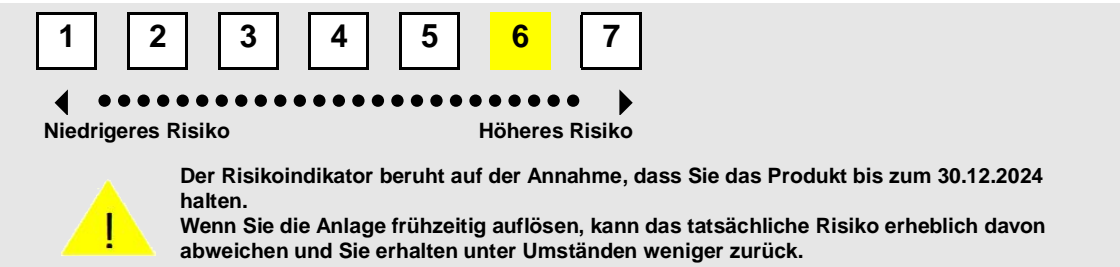 1 2 3 4 5 6 7
Niedrigeres Risiko Höheres Risiko
Der Risikoindikator beruht auf der Annahme, dass Sie das Produkt bis zum 30.12.2024
halten.
Wenn Sie die Anlage frühzeitig auflösen, kann das tatsächliche Risiko erheblich davon
abweichen und Sie erhalten unter Umständen weniger zurück.
!